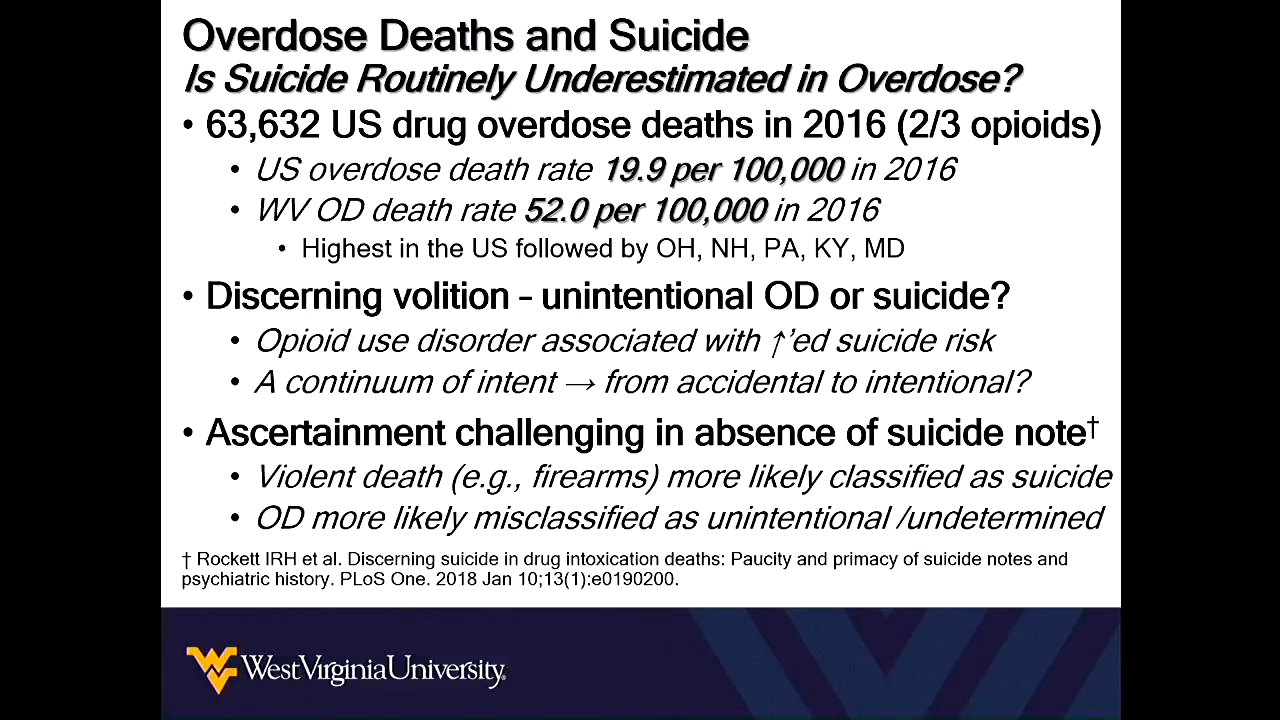 Overdose Deaths and Suicide
Is Suicide Routinely Underestimated in Overdose?
• 63,632 US drug overdose deaths in 2016 (2/3 opioids)
• US overdose death rate 19.9 per 100,000 in 2016
• WV OD death rate 52.0 per 100,000 in 2016
• Highest in the US followed by OH, NH, PA, KY, MD
• Discerning volition – unintentional OD or suicide?
• Opioid use disorder associated with ↑’ed suicide risk
• A continuum of intent → from accidental to intentional?
• Ascertainment challenging in absence of suicide note†
• Violent death (e.g., firearms) more likely classified as suicide
• OD more likely misclassified as unintentional /undetermined
† Rockett IRH et al. Discerning suicide in drug intoxication deaths: Paucity and primacy of suicide notes and
psychiatric history. PLoS One. 2018 Jan 10;13(1):e0190200.
WestVirginiaUniversity.